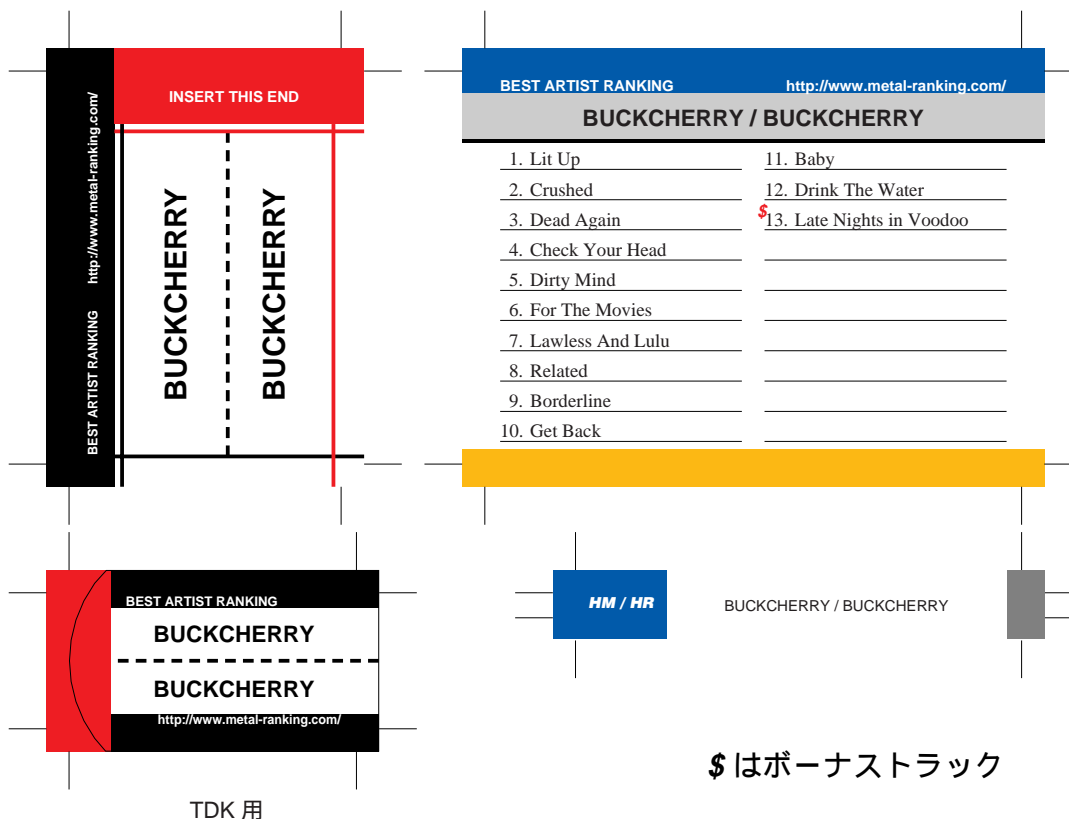 INSERT THIS END
BEST ARTIST RANKING http://www.metal-ranking.com/
BUCKCHERRY
BUCKCHERRY
BEST ARTIST RANKING http://www.metal-ranking.com/
BUCKCHERRY / BUCKCHERRY
1. Lit Up
2. Crushed
3. Dead Again
4. Check Your Head
5. Dirty Mind
6. For The Movies
7. Lawless And Lulu
8. Related
9. Borderline
10. Get Back
11. Baby
12. Drink The Water
$13. Late Nights in Voodoo
BEST ARTIST RANKING
BUCKCHERRY
BUCKCHERRY
http://www.metal-ranking.com/
TDK 用
HM / HR
BUCKCHERRY / BUCKCHERRY
$ はボーナストラック